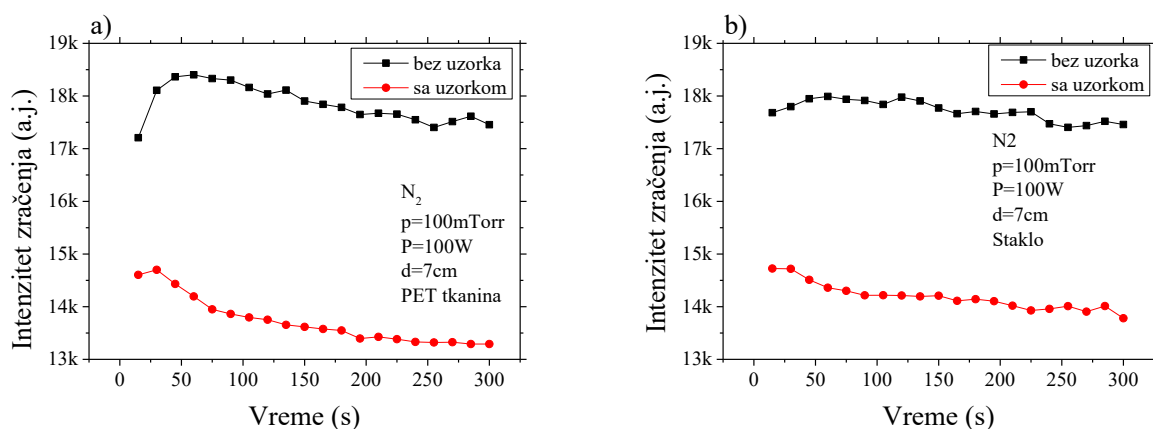 a)
19k
18k
17k
16k
15k
14k
13k
Intenzitet zračenja (a.j.)
bez uzorka
sa uzorkom
N₂
p=100mTorr
P=100W
d=7cm
PET tkanina
0 50 100 150 200 250 300
Vreme (s)
b)
19k
18k
17k
16k
15k
14k
13k
Intenzitet zračenja (a.j.)
bez uzorka
sa uzorkom
N2
p=100mTorr
P=100W
d=7cm
Staklo
0 50 100 150 200 250 300
Vreme (s)